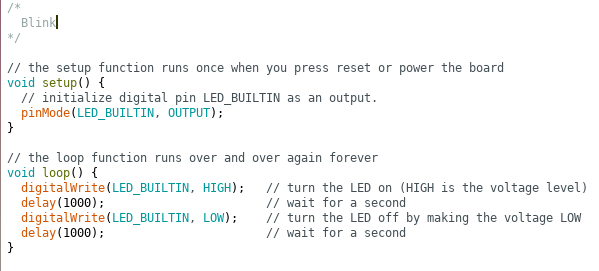 /*
  Blink
*/

// the setup function runs once when you press reset or power the board
void setup() {
  // initialize digital pin LED_BUILTIN as an output.
  pinMode(LED_BUILTIN, OUTPUT);
}

// the loop function runs over and over again forever
void loop() {
  digitalWrite(LED_BUILTIN, HIGH);   // turn the LED on (HIGH is the voltage level)
  delay(1000);                       // wait for a second
  digitalWrite(LED_BUILTIN, LOW);    // turn the LED off by making the voltage LOW
  delay(1000);                       // wait for a second
}